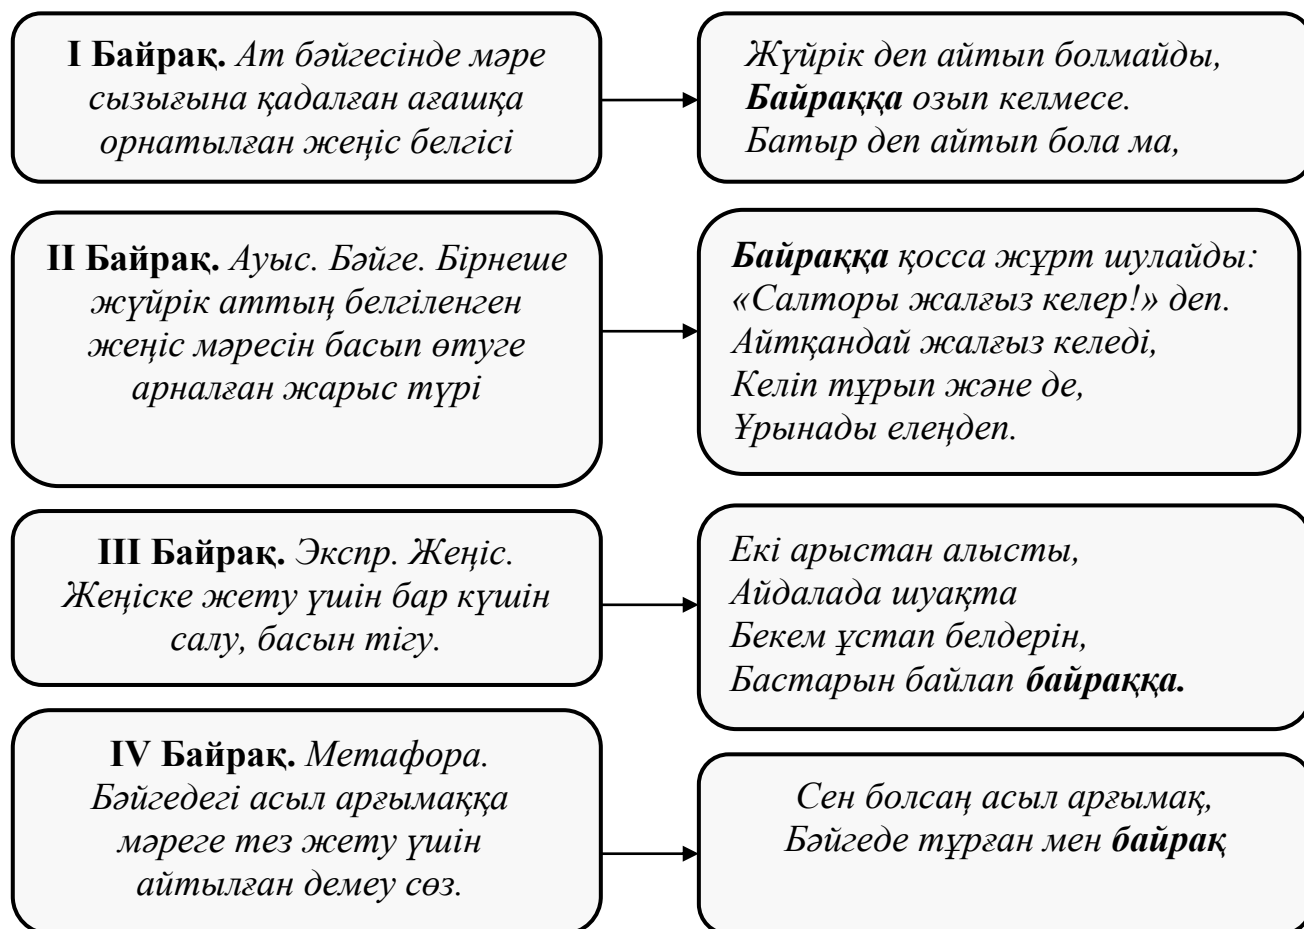 I Байрақ. Ат бәйгесінде мәре
сызығына қадалған ағашқа
орнатылған жеңіс белгісі
Жүйрік деп айтып болмайды,
Байраққа озып келмесе.
Батыр деп айтып бола ма,
II Байрақ. Ауыс. Бәйге. Бірнеше
жүйрік аттың белгіленген
жеңіс мәресін басып өтуге
арналған жарыс түрі
Байраққа қосса жұрт шулайды:
«Салторы жалғыз келер!» деп.
Айтқандай жалғыз келеді,
Келіп тұрып және де,
Ұрынады елеңдеп.
III Байрақ. Экспр. Жеңіс.
Жеңіске жету үшін бар күшін
салу, басын тігу.
Екі арыстан алысты,
Айдалада шуақта
Бекем ұстап белдерін,
Бастарын байлап байраққа.
IV Байрақ. Метафора.
Бәйгедегі асыл арғымаққа
мәреге тез жету үшін
айтылған демеу сөз.
Сен болсаң асыл арғымақ,
Бәйгеде тұрған мен байрақ